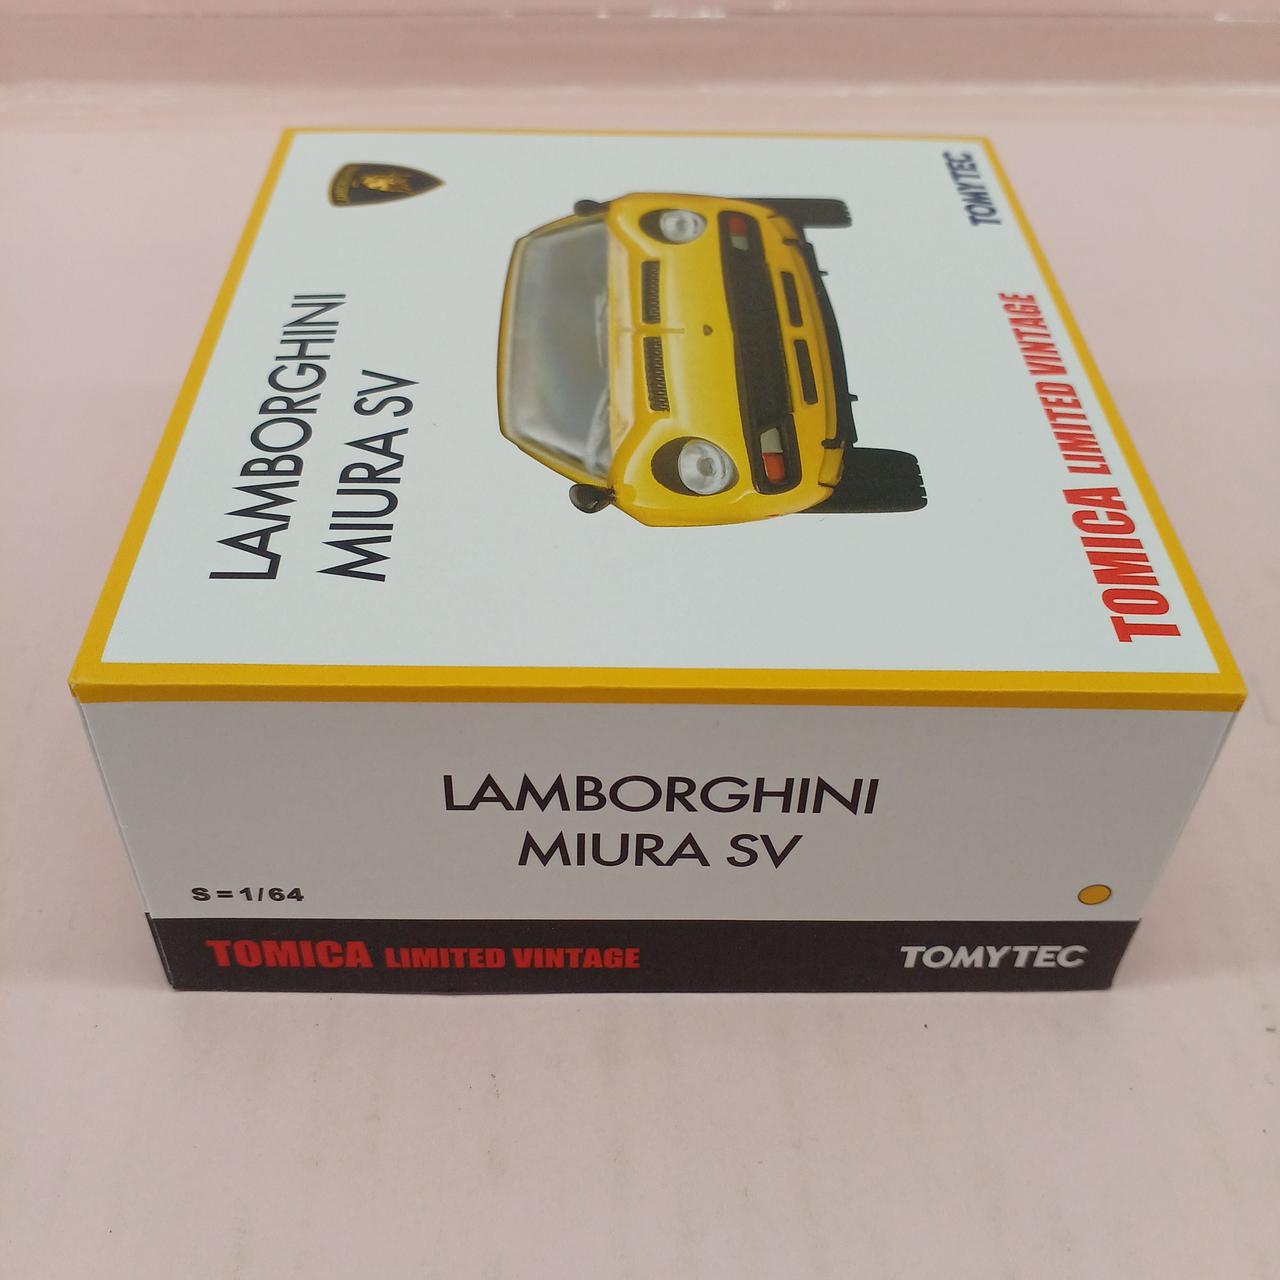 LAMBORGHINI
MIURA SV
TOMICA LIMITED VINTAGE
TOMYTEC
LAMBORGHINI
MIURA SV
S=1/64
TOMICA LIMITED VINTAGE
TOMYTEC